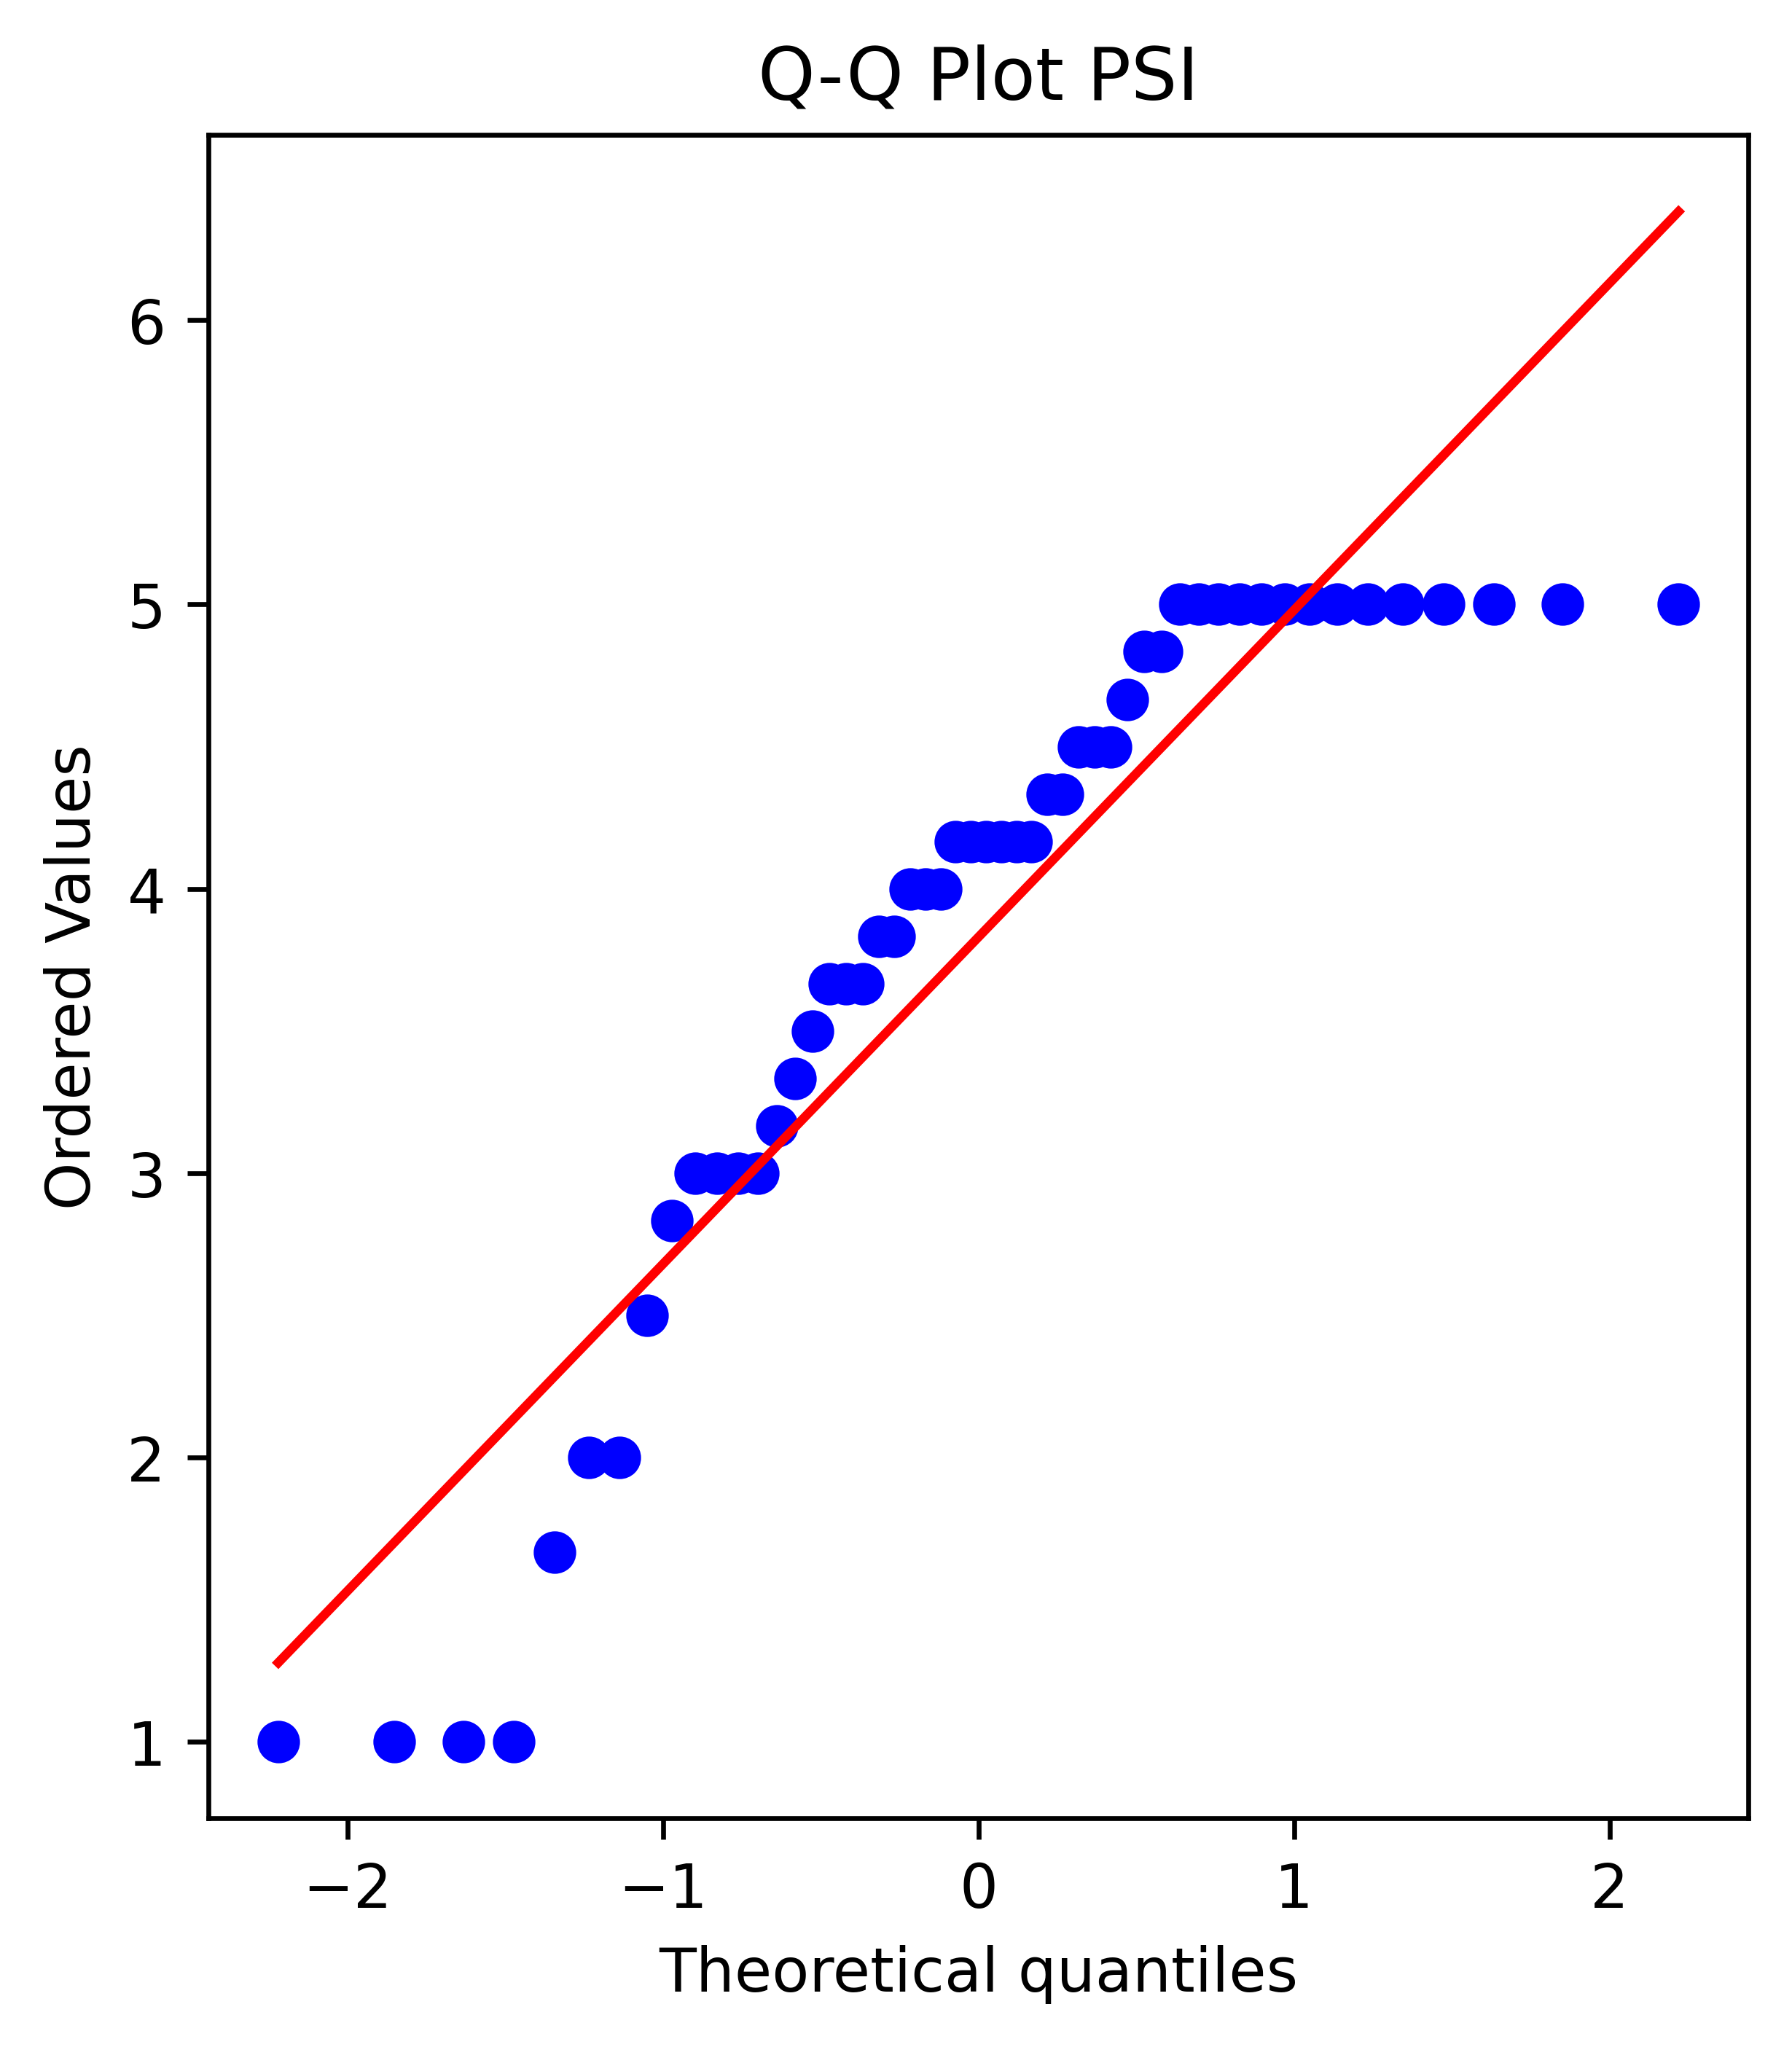 Q-Q Plot PSI
6
5
4
3
2
1
Ordered Values
−2 −1 0 1 2
Theoretical quantiles